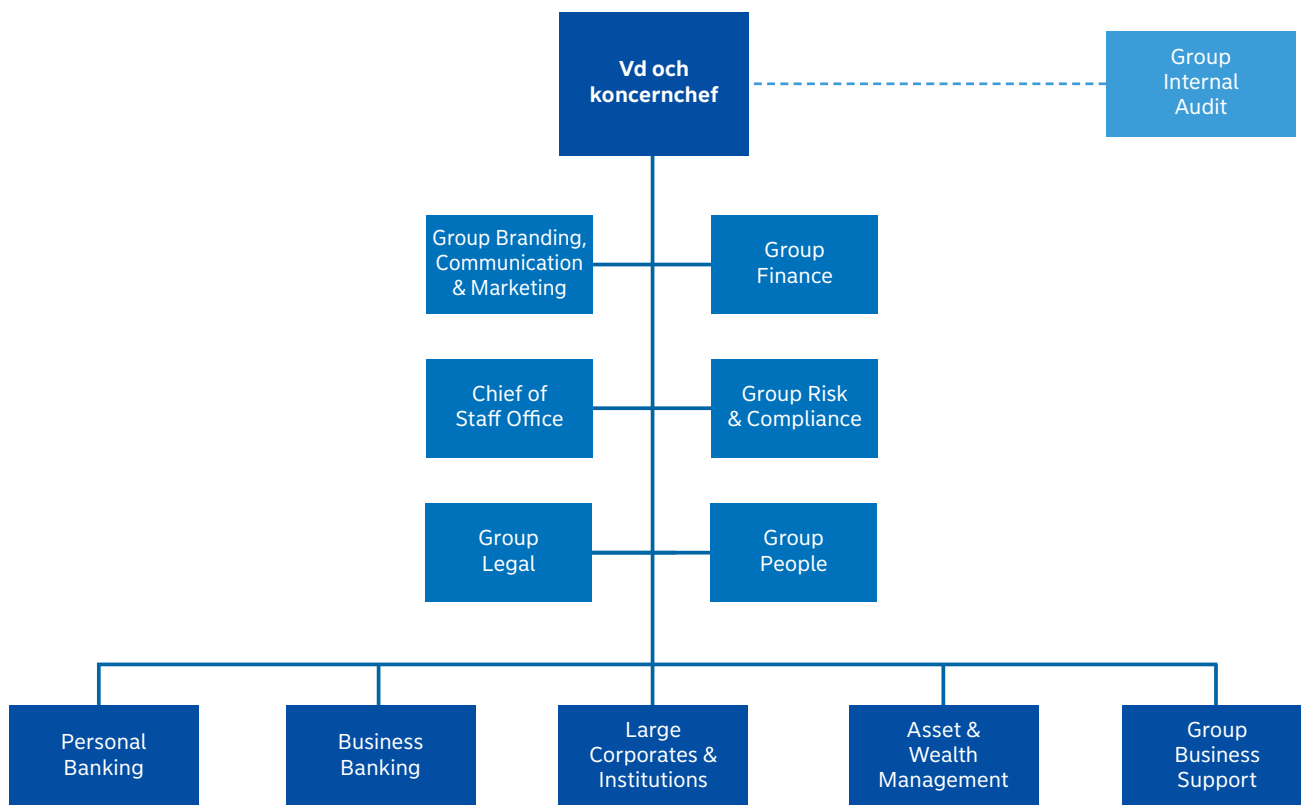 Vd och
koncernchef
Group
Internal
Audit
Group Branding,
Communication
& Marketing
Group
Finance
Chief of
Staff Office
Group Risk
& Compliance
Group
Legal
Group
People
Personal
Banking
Business
Banking
Large
Corporates &
Institutions
Asset &
Wealth
Management
Group
Business
Support